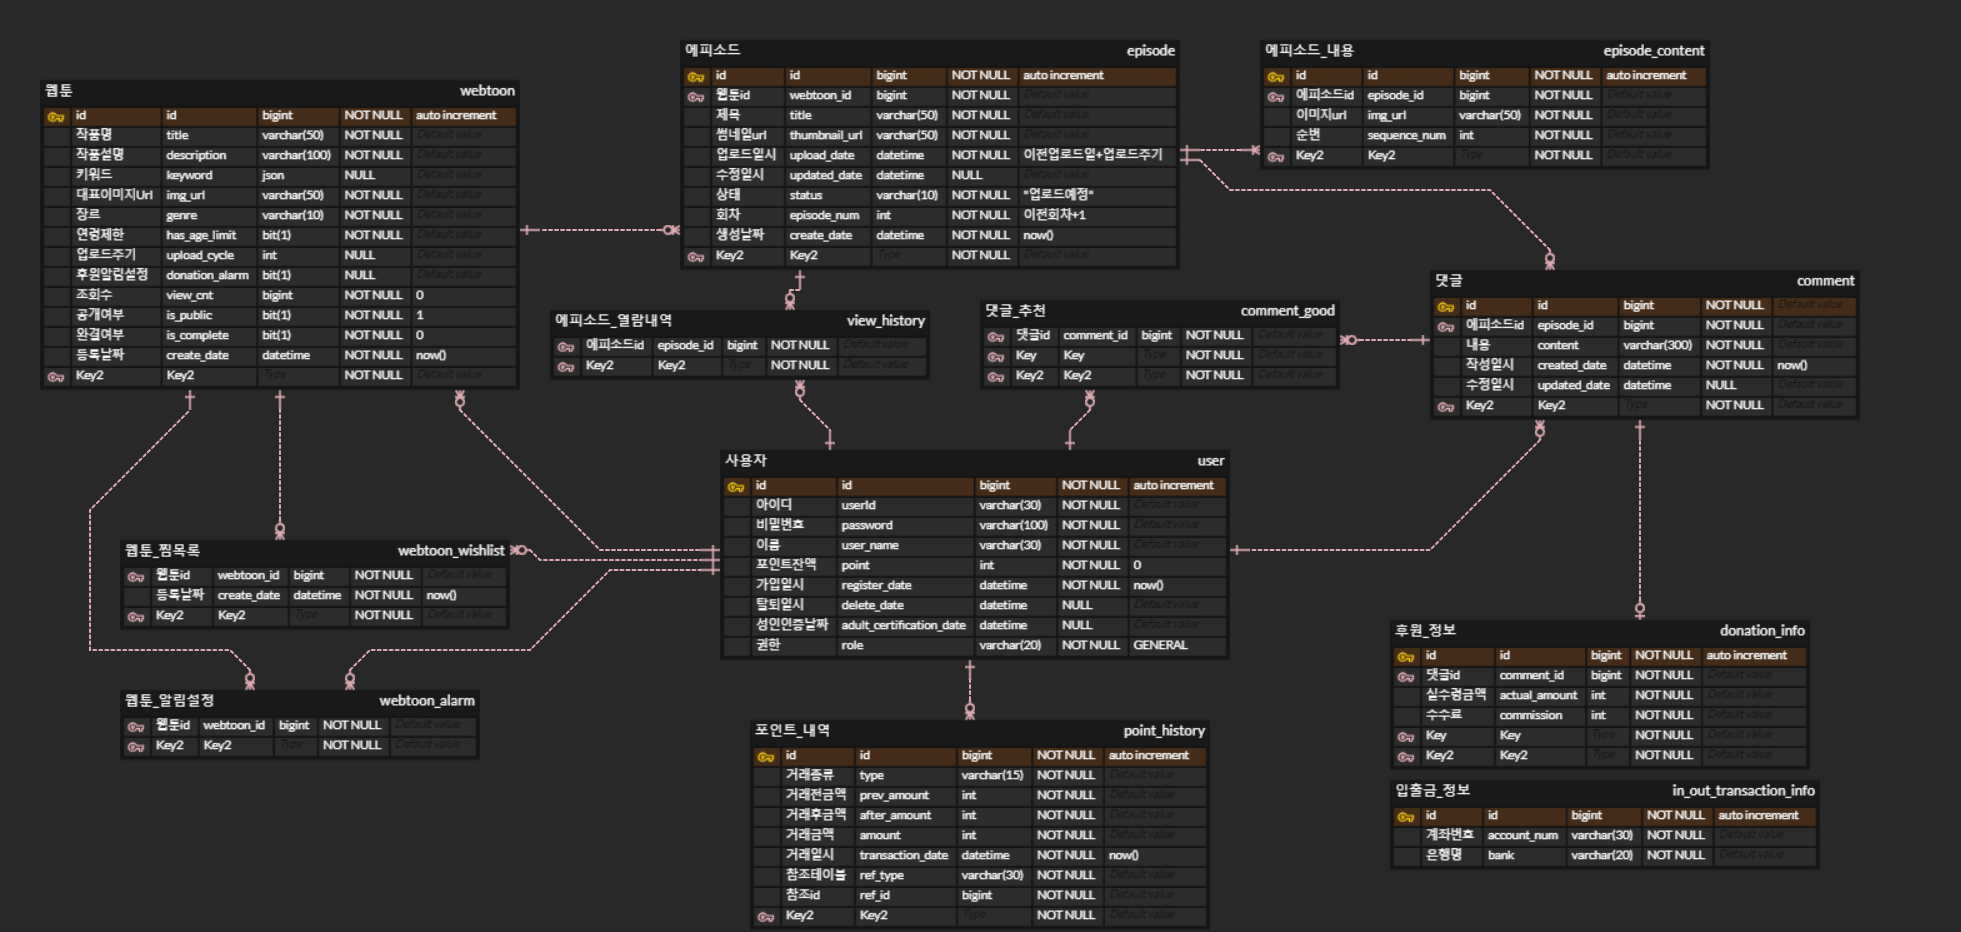 웹툰 webtoon
id id bigint NOT NULL auto increment
작품명 title varchar(50) NOT NULL Default value
작품설명 description varchar(100) NOT NULL Default value
키워드 keyword json NULL Default value
대표이미지Url img_url varchar(50) NOT NULL Default value
장르 genre varchar(10) NOT NULL Default value
연령제한 has_age_limit bit(1) NOT NULL Default value
업로드주기 upload_cycle int NULL Default value
후원알림설정 donation_alarm bit(1) NULL Default value
조회수 view_cnt bigint NOT NULL 0
공개여부 is_public bit(1) NOT NULL 1
완결여부 is_complete bit(1) NOT NULL 0
등록날짜 create_date datetime NOT NULL now()
Key2 Key2 Type NOT NULL Default value
에피소드 episode
id id bigint NOT NULL auto increment
웹툰id webtoon_id bigint NOT NULL Default value
제목 title varchar(50) NOT NULL Default value
썸네일url thumbnail_url varchar(50) NOT NULL Default value
업로드일시 upload_date datetime NOT NULL 이전업로드일+업로드주기
수정일시 updated_date datetime NULL Default value
상태 status varchar(10) NOT NULL "업로드예정"
회차 episode_num int NOT NULL 이전회차+1
생성날짜 create_date datetime NOT NULL now()
Key2 Key2 Type NOT NULL Default value
에피소드_내용 episode_content
id id bigint NOT NULL auto increment
에피소드id episode_id bigint NOT NULL Default value
이미지url img_url varchar(50) NOT NULL Default value
순번 sequence_num int NOT NULL Default value
Key2 Key2 Type NOT NULL Default value
에피소드_열람내역 view_history
에피소드id episode_id bigint NOT NULL Default value
Key2 Key2 Type NOT NULL Default value
댓글_추천 comment_good
댓글id comment_id bigint NOT NULL Default value
Key Key Type NOT NULL Default value
Key2 Key2 Type NOT NULL Default value
댓글 comment
id id bigint NOT NULL Default value
에피소드id episode_id bigint NOT NULL Default value
내용 content varchar(300) NOT NULL Default value
작성일시 created_date datetime NOT NULL now()
수정일시 updated_date datetime NULL Default value
Key2 Key2 Type NOT NULL Default value
사용자 user
id id bigint NOT NULL auto increment
아이디 userId varchar(30) NOT NULL Default value
비밀번호 password varchar(100) NOT NULL Default value
이름 user_name varchar(30) NOT NULL Default value
포인트잔액 point int NOT NULL 0
가입일시 register_date datetime NOT NULL now()
탈퇴일시 delete_date datetime NULL Default value
성인인증날짜 adult_certification_date datetime NULL Default value
권한 role varchar(20) NOT NULL GENERAL
웹툰_찜목록 webtoon_wishlist
웹툰id webtoon_id bigint NOT NULL Default value
등록날짜 create_date datetime NOT NULL now()
Key2 Key2 Type NOT NULL Default value
웹툰_알림설정 webtoon_alarm
웹툰id webtoon_id bigint NOT NULL Default value
Key2 Key2 Type NOT NULL Default value
포인트_내역 point_history
id id bigint NOT NULL auto increment
거래종류 type varchar(15) NOT NULL Default value
거래전금액 prev_amount int NOT NULL Default value
거래후금액 after_amount int NOT NULL Default value
거래금액 amount int NOT NULL Default value
거래일시 transaction_date datetime NOT NULL now()
참조테이블 ref_type varchar(30) NOT NULL Default value
참조id ref_id bigint NOT NULL Default value
Key2 Key2 Type NOT NULL Default value
후원_정보 donation_info
id id bigint NOT NULL auto increment
댓글id comment_id bigint NOT NULL Default value
실수령금액 actual_amount int NOT NULL Default value
수수료 commission int NOT NULL Default value
Key Key Type NOT NULL Default value
Key2 Key2 Type NOT NULL Default value
입출금_정보 in_out_transaction_info
id id bigint NOT NULL auto increment
계좌번호 account_num varchar(30) NOT NULL Default value
은행명 bank varchar(20) NOT NULL Default value